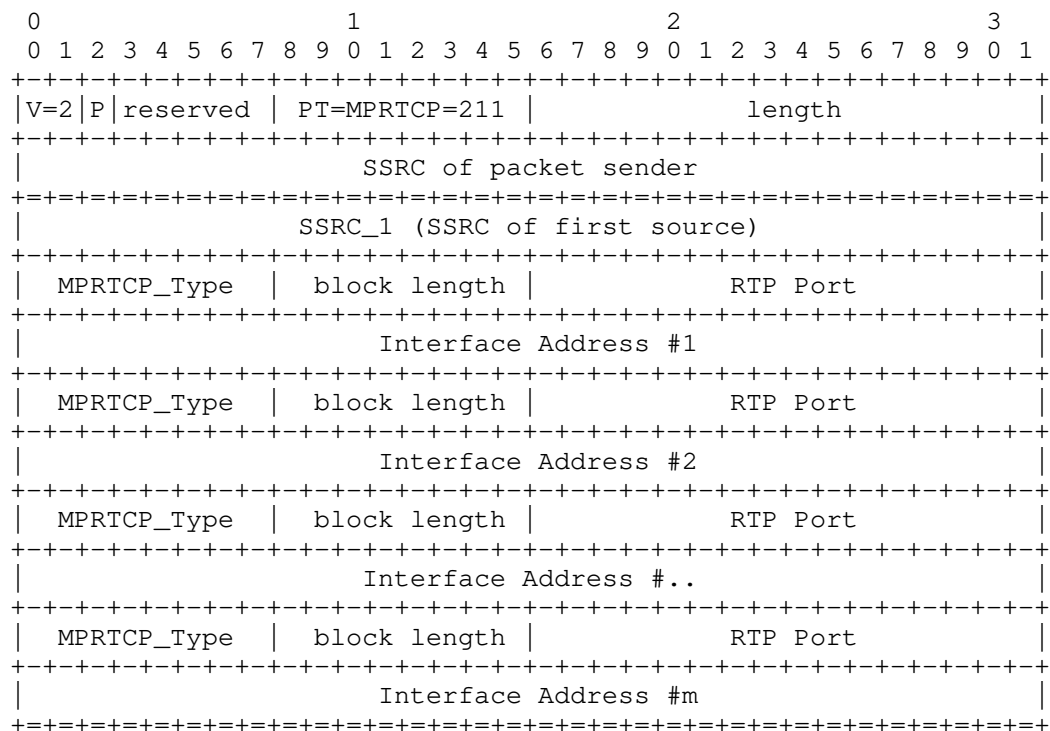 0                   1                   2                   3
 0 1 2 3 4 5 6 7 8 9 0 1 2 3 4 5 6 7 8 9 0 1 2 3 4 5 6 7 8 9 0 1
+-+-+-+-+-+-+-+-+-+-+-+-+-+-+-+-+-+-+-+-+-+-+-+-+-+-+-+-+-+-+-+-+
|V=2|P|reserved | PT=MPRTCP=211 |             length            |
+-+-+-+-+-+-+-+-+-+-+-+-+-+-+-+-+-+-+-+-+-+-+-+-+-+-+-+-+-+-+-+-+
|                     SSRC of packet sender                     |
+=+=+=+=+=+=+=+=+=+=+=+=+=+=+=+=+=+=+=+=+=+=+=+=+=+=+=+=+=+=+=+=+
|                 SSRC_1 (SSRC of first source)                 |
+-+-+-+-+-+-+-+-+-+-+-+-+-+-+-+-+-+-+-+-+-+-+-+-+-+-+-+-+-+-+-+-+
|  MPRTCP_Type  |  block length |            RTP Port           |
+-+-+-+-+-+-+-+-+-+-+-+-+-+-+-+-+-+-+-+-+-+-+-+-+-+-+-+-+-+-+-+-+
|                      Interface Address #1                     |
+-+-+-+-+-+-+-+-+-+-+-+-+-+-+-+-+-+-+-+-+-+-+-+-+-+-+-+-+-+-+-+-+
|  MPRTCP_Type  |  block length |            RTP Port           |
+-+-+-+-+-+-+-+-+-+-+-+-+-+-+-+-+-+-+-+-+-+-+-+-+-+-+-+-+-+-+-+-+
|                      Interface Address #2                     |
+-+-+-+-+-+-+-+-+-+-+-+-+-+-+-+-+-+-+-+-+-+-+-+-+-+-+-+-+-+-+-+-+
|  MPRTCP_Type  |  block length |            RTP Port           |
+-+-+-+-+-+-+-+-+-+-+-+-+-+-+-+-+-+-+-+-+-+-+-+-+-+-+-+-+-+-+-+-+
|                     Interface Address #..                     |
+-+-+-+-+-+-+-+-+-+-+-+-+-+-+-+-+-+-+-+-+-+-+-+-+-+-+-+-+-+-+-+-+
|  MPRTCP_Type  |  block length |            RTP Port           |
+-+-+-+-+-+-+-+-+-+-+-+-+-+-+-+-+-+-+-+-+-+-+-+-+-+-+-+-+-+-+-+-+
|                      Interface Address #m                     |
+=+=+=+=+=+=+=+=+=+=+=+=+=+=+=+=+=+=+=+=+=+=+=+=+=+=+=+=+=+=+=+=+